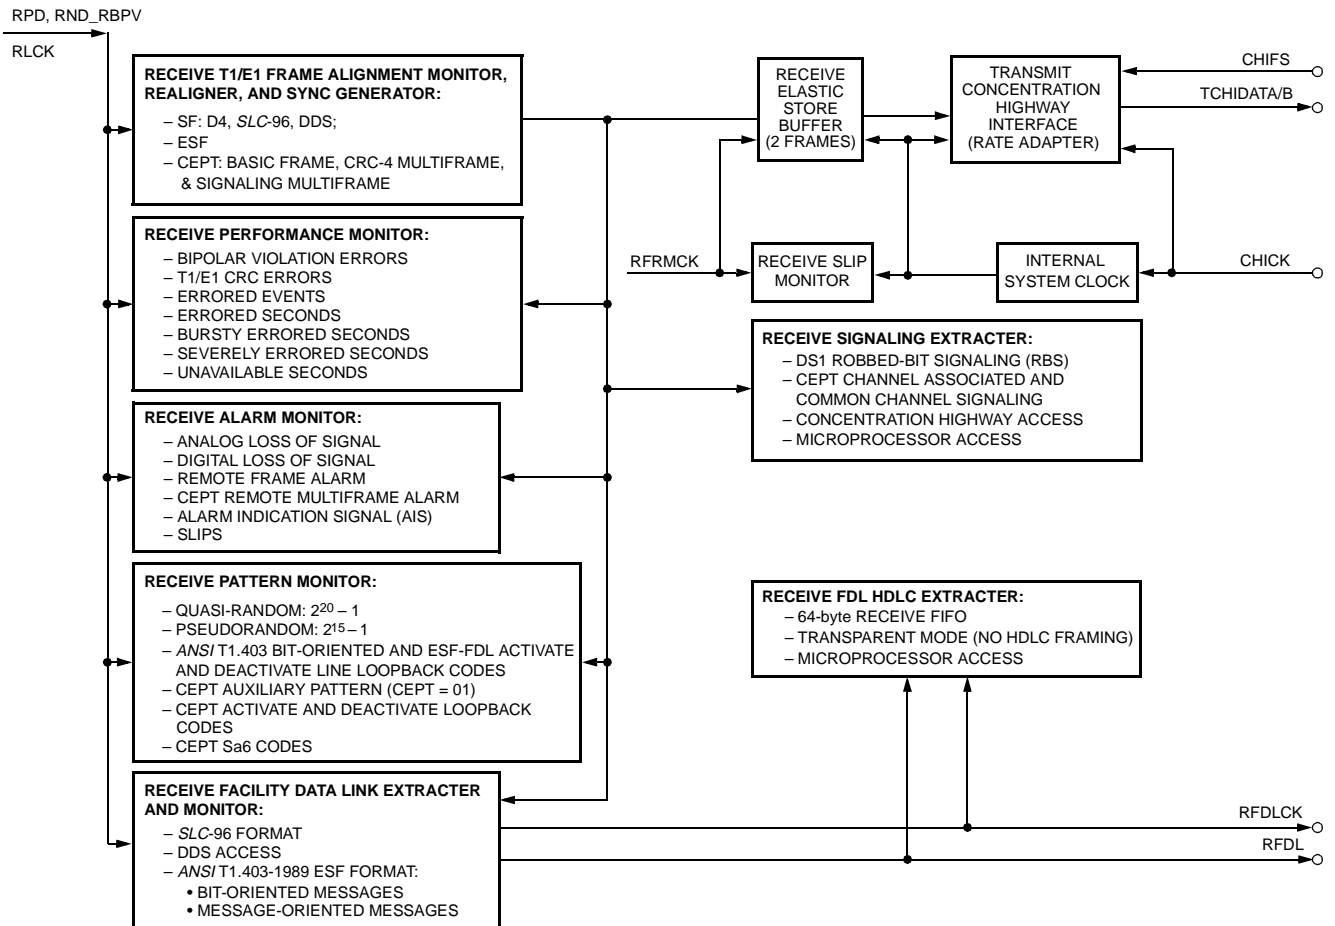 RPD, RND_RBPV
RLCK
RECEIVE T1/E1 FRAME ALIGNMENT MONITOR,
REALIGNER, AND SYNC GENERATOR:
– SF: D4, SLC-96, DDS;
– ESF
– CEPT: BASIC FRAME, CRC-4 MULTIFRAME,
& SIGNALING MULTIFRAME
RECEIVE
ELASTIC
STORE
BUFFER
(2 FRAMES)
TRANSMIT
CONCENTRATION
HIGHWAY
INTERFACE
(RATE ADAPTER)
CHIFS
TCHIDATA/B
RECEIVE PERFORMANCE MONITOR:
– BIPOLAR VIOLATION ERRORS
– T1/E1 CRC ERRORS
– ERRORED EVENTS
– ERRORED SECONDS
– BURSTY ERRORED SECONDS
– SEVERELY ERRORED SECONDS
– UNAVAILABLE SECONDS
RFRMCK
RECEIVE SLIP
MONITOR
INTERNAL
SYSTEM CLOCK
CHICK
RECEIVE SIGNALING EXTRACTER:
– DS1 ROBBED-BIT SIGNALING (RBS)
– CEPT CHANNEL ASSOCIATED AND
COMMON CHANNEL SIGNALING
– CONCENTRATION HIGHWAY ACCESS
– MICROPROCESSOR ACCESS
RECEIVE ALARM MONITOR:
– ANALOG LOSS OF SIGNAL
– DIGITAL LOSS OF SIGNAL
– REMOTE FRAME ALARM
– CEPT REMOTE MULTIFRAME ALARM
– ALARM INDICATION SIGNAL (AIS)
– SLIPS
RECEIVE PATTERN MONITOR:
– QUASI-RANDOM: 2²⁰ – 1
– PSEUDORANDOM: 2¹⁵ – 1
– ANSI T1.403 BIT-ORIENTED AND ESF-FDL ACTIVATE
AND DEACTIVATE LINE LOOPBACK CODES
– CEPT AUXILIARY PATTERN (CEPT = 01)
– CEPT ACTIVATE AND DEACTIVATE LOOPBACK
CODES
– CEPT Sa6 CODES
RECEIVE FDL HDLC EXTRACTER:
– 64-byte RECEIVE FIFO
– TRANSPARENT MODE (NO HDLC FRAMING)
– MICROPROCESSOR ACCESS
RECEIVE FACILITY DATA LINK EXTRACTER
AND MONITOR:
– SLC-96 FORMAT
– DDS ACCESS
– ANSI T1.403-1989 ESF FORMAT:
• BIT-ORIENTED MESSAGES
• MESSAGE-ORIENTED MESSAGES
RFDLCK
RFDL